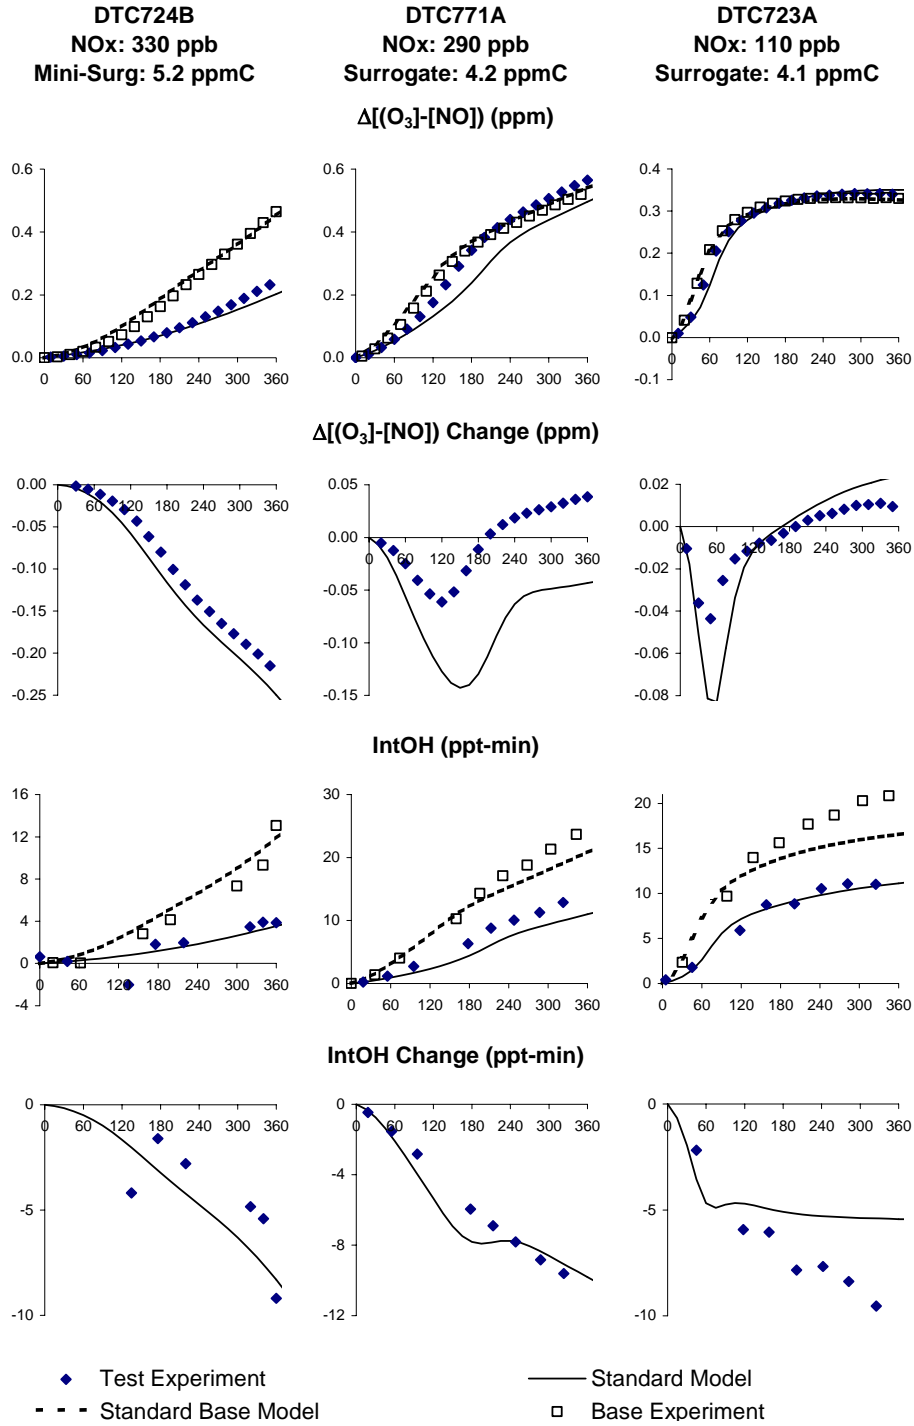 DTC724B
NOx: 330 ppb
Mini-Surg: 5.2 ppmC
DTC771A
NOx: 290 ppb
Surrogate: 4.2 ppmC
DTC723A
NOx: 110 ppb
Surrogate: 4.1 ppmC
Δ[(O₃]-[NO]) (ppm)
0.6
0.4
0.2
0.0
0 60 120 180 240 300 360
0.6
0.4
0.2
0.0
0 60 120 180 240 300 360
0.4
0.3
0.2
0.1
0.0
-0.1
0 60 120 180 240 300 360
Δ[(O₃]-[NO]) Change (ppm)
0.00
-0.05
-0.10
-0.15
-0.20
-0.25
0 60 120 180 240 300 360
0.05
0.00
-0.05
-0.10
-0.15
0 60 120 180 240 300 360
0.02
0.00
-0.02
-0.04
-0.06
-0.08
0 60 120 180 240 300 360
IntOH (ppt-min)
16
12
8
4
0
-4
0 60 120 180 240 300 360
30
20
10
0
0 60 120 180 240 300 360
20
15
10
5
0
0 60 120 180 240 300 360
IntOH Change (ppt-min)
0
-5
-10
0 60 120 180 240 300 360
0
-4
-8
-12
0 60 120 180 240 300 360
0
-5
-10
0 60 120 180 240 300 360
Test Experiment
Standard Model
Standard Base Model
Base Experiment